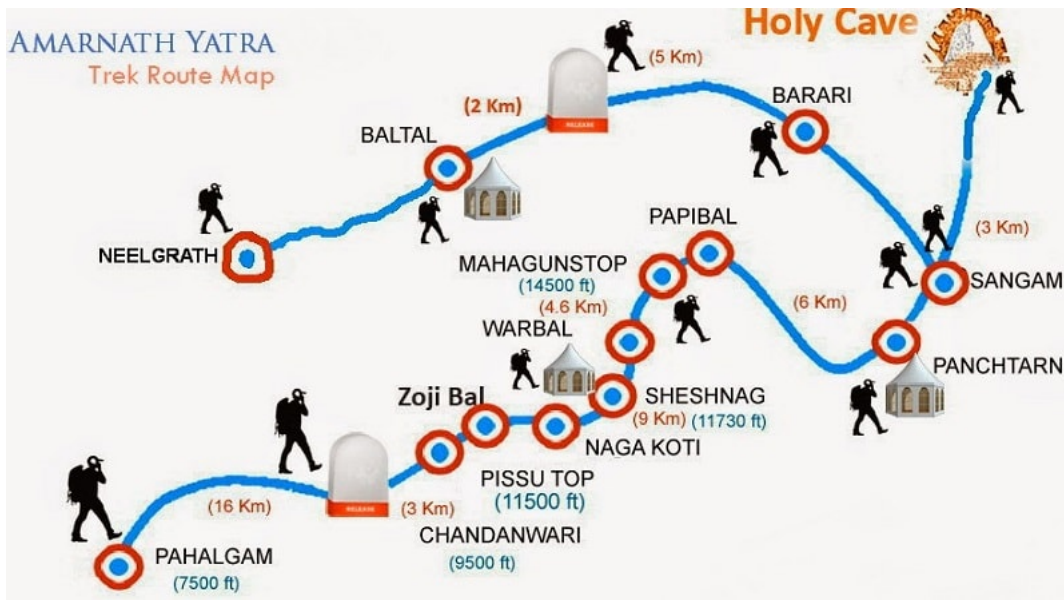 AMARNATH YATRA
Trek Route Map
Holy Cave
(5 Km)
(2 Km)
BARARI
BALTAL
RELEASE
PAPIBAL
(3 Km)
NEELGRATH
MAHAGUNSTOP
(14500 ft)
SANGAM
(4.6 Km)
(6 Km)
WARBAL
PANCHTARN
Zoji Bal
SHESHNAG
(9 Km) (11730 ft)
NAGA KOTI
PISSU TOP
(11500 ft)
(16 Km)
RELEASE
(3 Km)
CHANDANWARI
(9500 ft)
PAHALGAM
(7500 ft)